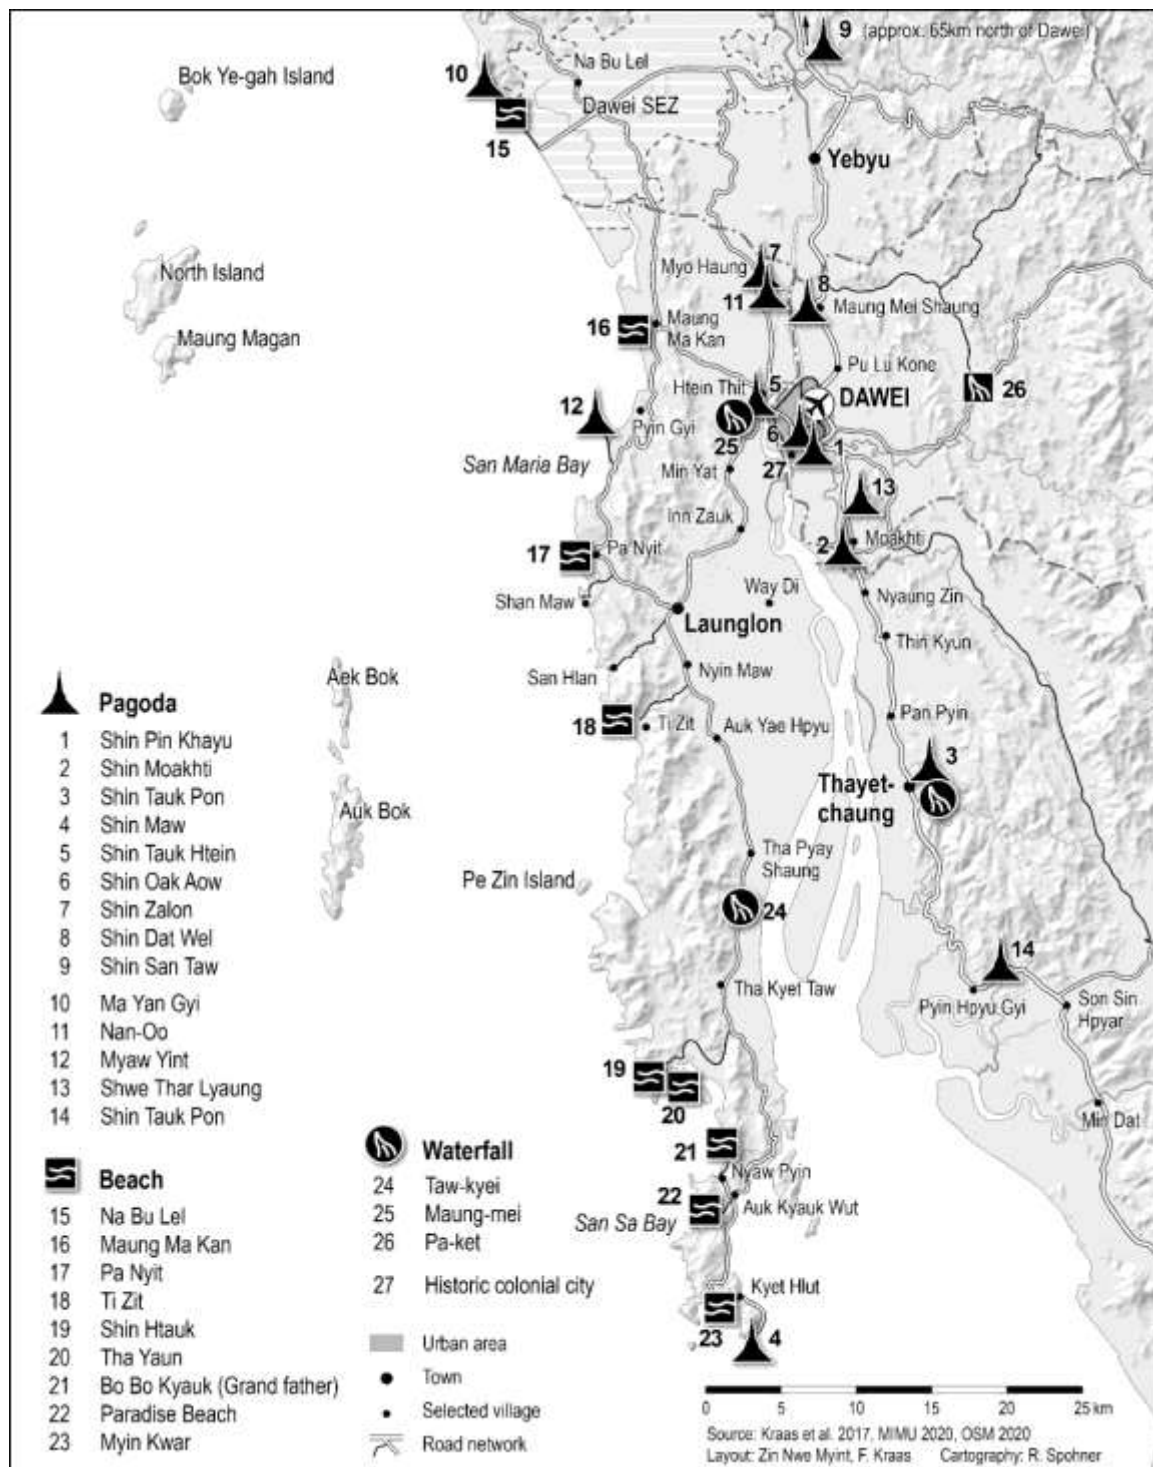 9 (approx. 65km north of Dawei)
10
Bok Ye-gah Island
Na Bu Lel
Dawei SEZ
15
Yebyu
7
Myo Haung
North Island
8
11
Maung Mei Shaung
16
Maung
Ma Kan
Maung Magan
Pu Lu Kone
5
Htein Thit
DAWEI
26
12
Pyin Gyi
6
25
1
San Maria Bay
Min Yat
27
13
Inn Zauk
2
Moakhti
17
Pa Nyit
Way Di
Nyaung Zin
Shan Maw
Launglon
Thin Kyun
San Hlan
Nyin Maw
Aek Bok
18
Ti Zit
Auk Yae Hpyu
Pan Pyin
3
Thayet-
chaung
Auk Bok
Tha Pyay
Shaung
Pe Zin Island
24
14
Tha Kyet Taw
Pyin Hpyu Gyi
Son Sin
Hpyar
19
20
Min Dat
21
Nyaw Pyin
22
Auk Kyauk Wut
San Sa Bay
Kyet Hlut
23
4
Pagoda
1 Shin Pin Khayu
2 Shin Moakhti
3 Shin Tauk Pon
4 Shin Maw
5 Shin Tauk Htein
6 Shin Oak Aow
7 Shin Zalon
8 Shin Dat Wel
9 Shin San Taw
10 Ma Yan Gyi
11 Nan-Oo
12 Myaw Yint
13 Shwe Thar Lyaung
14 Shin Tauk Pon
Beach
15 Na Bu Lel
16 Maung Ma Kan
17 Pa Nyit
18 Ti Zit
19 Shin Htauk
20 Tha Yaun
21 Bo Bo Kyauk (Grand father)
22 Paradise Beach
23 Myin Kwar
Waterfall
24 Taw-kyei
25 Maung-mei
26 Pa-ket
27 Historic colonial city
Urban area
Town
Selected village
Road network
0 5 10 15 20 25 km
Source: Kraas et al. 2017, MIMU 2020, OSM 2020
Layout: Zin Nwe Myint, F. Kraas Cartography: R. Spohner